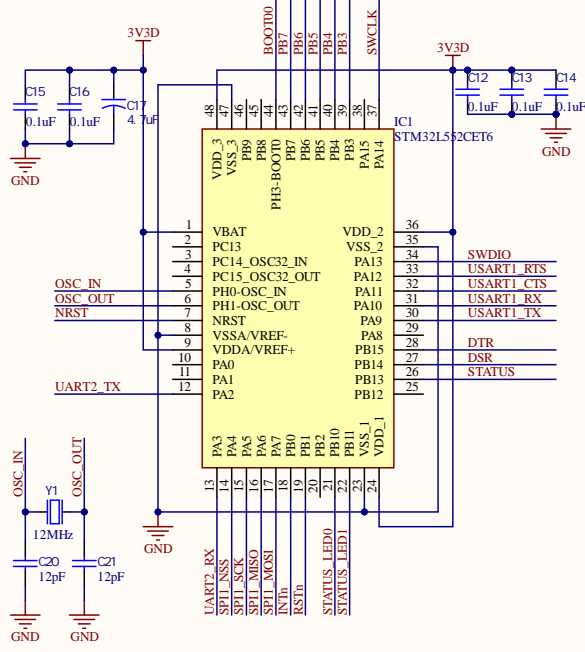 BOOT00
PB7
PB6
PB5
PB4
PB3
SWCLK
3V3D
3V3D
C15
0.1uF
C16
0.1uF
C17
4.7uF
C12
0.1uF
C13
0.1uF
C14
0.1uF
GND
GND
48 47 46 45 44 43 42 41 40 39 38 37
IC1
STM32L552CET6
VDD_3
VSS_3
PB9
PB8
PH3-BOOT0
PB7
PB6
PB5
PB4
PB3
PA15
PA14
1 VBAT
2 PC13
3 PC14_OSC32_IN
4 PC15_OSC32_OUT
OSC_IN 5 PH0-OSC_IN
OSC_OUT 6 PH1-OSC_OUT
NRST 7 NRST
8 VSSA/VREF-
9 VDDA/VREF+
10 PA0
11 PA1
UART2_TX 12 PA2
VDD_2 36
VSS_2 35
PA13 34 SWDIO
PA12 33 USART1_RTS
PA11 32 USART1_CTS
PA10 31 USART1_RX
PA9 30 USART1_TX
PA8 29
PB15 28 DTR
PB14 27 DSR
PB13 26 STATUS
PB12 25
PA3
PA4
PA5
PA6
PA7
PB0
PB1
PB2
PB10
PB11
VSS_1
VDD_1
13 14 15 16 17 18 19 20 21 22 23 24
UART2_RX
SPI1_NSS
SPI1_SCK
SPI1_MISO
SPI1_MOSI
INTn
RSTn
STATUS_LED0
STATUS_LED1
GND
OSC_IN
OSC_OUT
Y1
12MHz
C20
12pF
C21
12pF
GND
GND